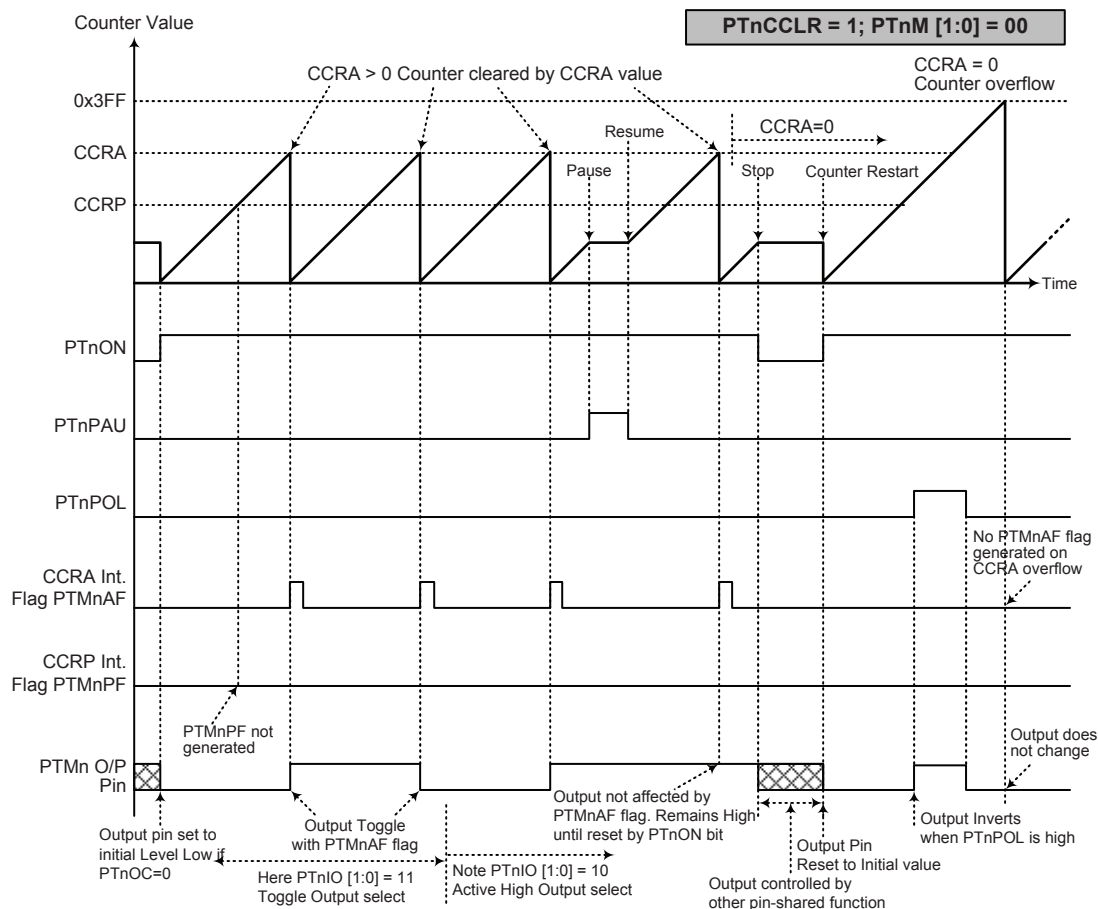 Counter Value
PTnCCLR = 1; PTnM [1:0] = 00
CCRA > 0 Counter cleared by CCRA value
CCRA = 0
Counter overflow
0x3FF
CCRA=0
Resume
CCRA
Pause
Stop
Counter Restart
CCRP
Time
PTnON
PTnPAU
PTnPOL
No PTMnAF flag
generated on
CCRA overflow
CCRA Int.
Flag PTMnAF
CCRP Int.
Flag PTMnPF
PTMnPF not
generated
Output does
not change
PTMn O/P
Pin
Output not affected by
PTMnAF flag. Remains High
until reset by PTnON bit
Output pin set to
initial Level Low if
PTnOC=0
Output Toggle
with PTMnAF flag
Output Inverts
when PTnPOL is high
Output Pin
Reset to Initial value
Here PTnIO [1:0] = 11
Toggle Output select
Note PTnIO [1:0] = 10
Active High Output select
Output controlled by
other pin-shared function